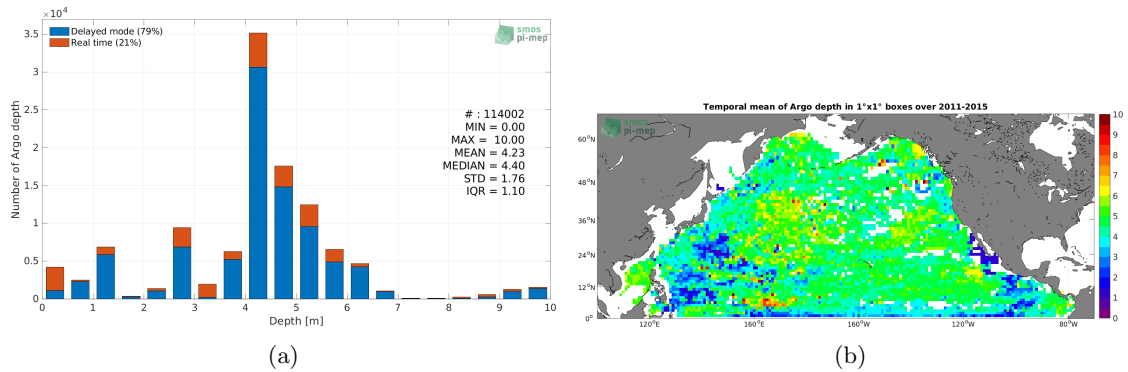 ×10⁴
Delayed mode (79%)
Real time (21%)
smos
pi-mep
Number of Argo depth
3.5
3
2.5
2
1.5
1
0.5
0
# : 114002
MIN = 0.00
MAX = 10.00
MEAN = 4.23
MEDIAN = 4.40
STD = 1.76
IQR = 1.10
0 1 2 3 4 5 6 7 8 9 10
Depth [m]
(a)
Temporal mean of Argo depth in 1°x1° boxes over 2011-2015
smos
pi-mep
60°N
48°N
36°N
24°N
12°N
0°
120°E 160°E 160°W 120°W 80°W
10
9
8
7
6
5
4
3
2
1
0
(b)